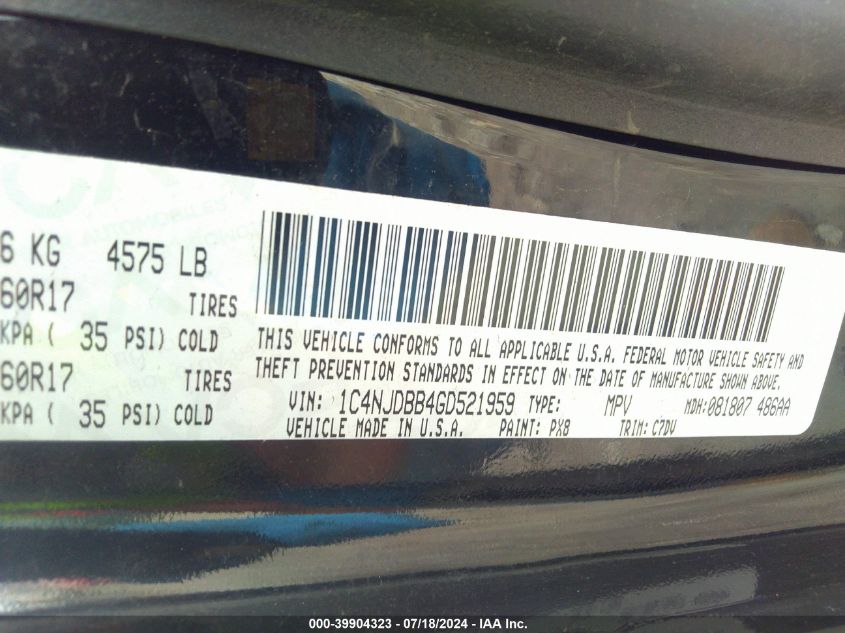 6 KG 4575 LB
60R17 TIRES
KPA ( 35 PSI) COLD
60R17 TIRES
KPA ( 35 PSI) COLD
THIS VEHICLE CONFORMS TO ALL APPLICABLE U.S.A. FEDERAL MOTOR VEHICLE SAFETY AND
THEFT PREVENTION STANDARDS IN EFFECT ON THE DATE OF MANUFACTURE SHOWN ABOVE.
VIN: 1C4NJDBB4GD521959 TYPE: MPV MDH: 081807 486AA
VEHICLE MADE IN U.S.A. PAINT: PX8 TRIM: C7DV
000-39904323 / 07/18/2024 - IAA Inc.